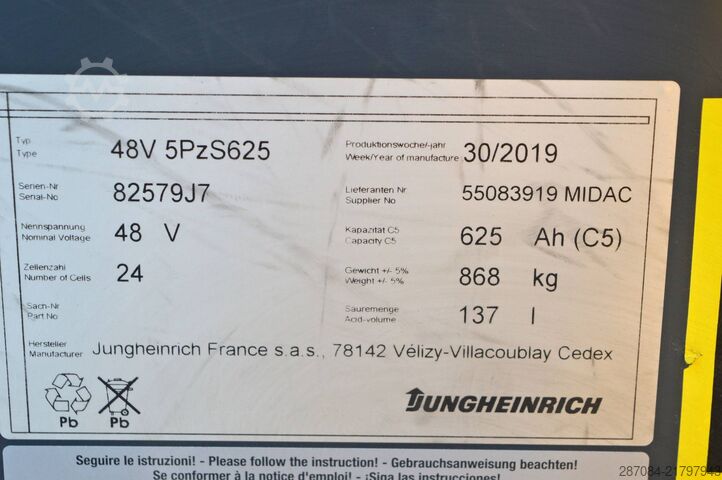 Typ
Type
48V 5PzS625
Produktionswoche/-jahr
Week/Year of manufacture
30/2019
Serien-Nr
Serial-No
82579J7
Lieferanten Nr
Supplier No
55083919 MIDAC
Nennspannung
Nominal Voltage
48 V
Kapazität C5
Capacity C5
625 Ah (C5)
Zellenzahl
Number of Cells
24
Gewicht +/- 5%
Weight +/- 5%
868 kg
Sach-Nr
Part No
Säuremenge
Acid-volume
137 l
Hersteller
Manufacturer
Jungheinrich France s.a.s., 78142 Vélizy-Villacoublay Cedex
Pb
Pb
JUNGHEINRICH
Seguire le istruzioni! - Please follow the instruction! - Gebrauchsanweisung beachten!
Se conformer à la notice d'emploi! - ¡Siga las instrucciones!
287084-21797943